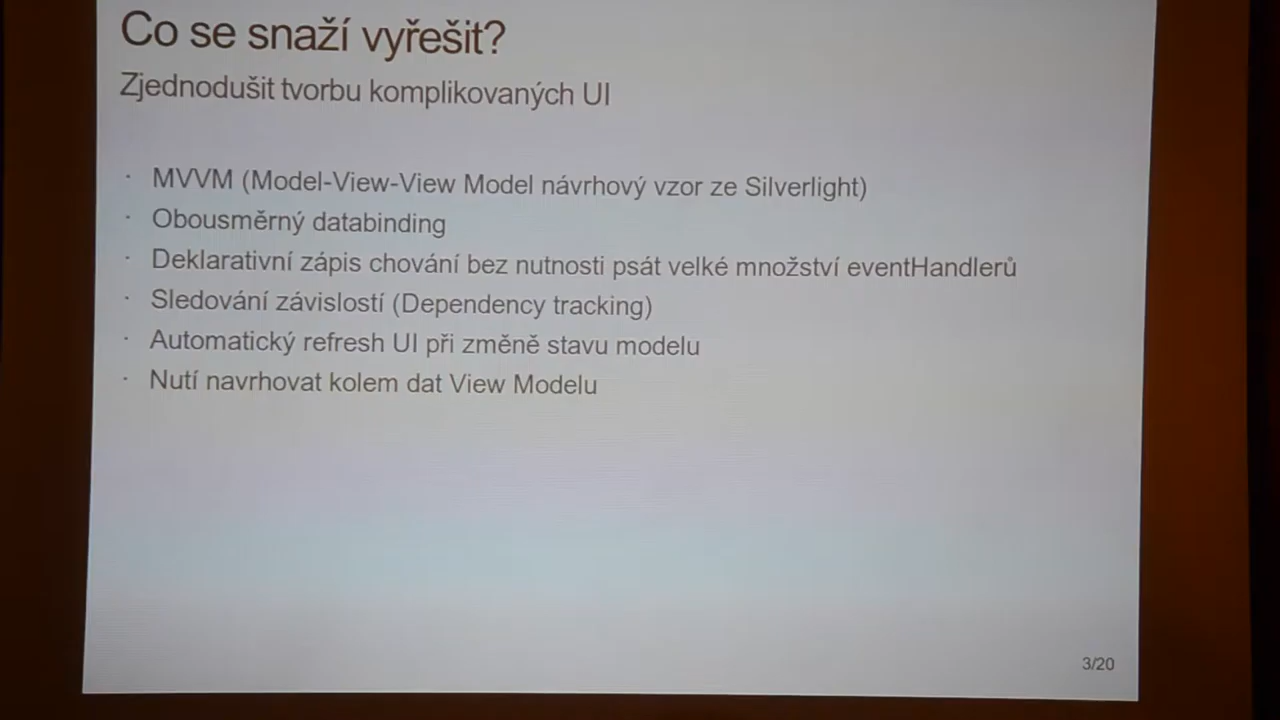 Co se snaží vyřešit?
Zjednodušit tvorbu komplikovaných UI
· MVVM (Model-View-View Model návrhový vzor ze Silverlight)
· Obousměrný databinding
· Deklarativní zápis chování bez nutnosti psát velké množství eventHandlerů
· Sledování závislostí (Dependency tracking)
· Automatický refresh UI při změně stavu modelu
· Nutí navrhovat kolem dat View Modelu
3/20